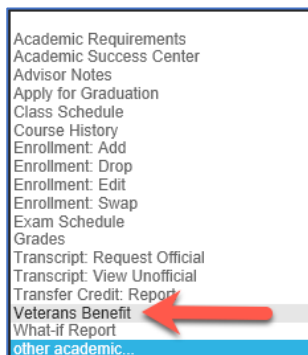 Academic Requirements
Academic Success Center
Advisor Notes
Apply for Graduation
Class Schedule
Course History
Enrollment: Add
Enrollment: Drop
Enrollment: Edit
Enrollment: Swap
Exam Schedule
Grades
Transcript: Request Official
Transcript: View Unofficial
Transfer Credit: Report
Veterans Benefit
What-if Report
other academic...